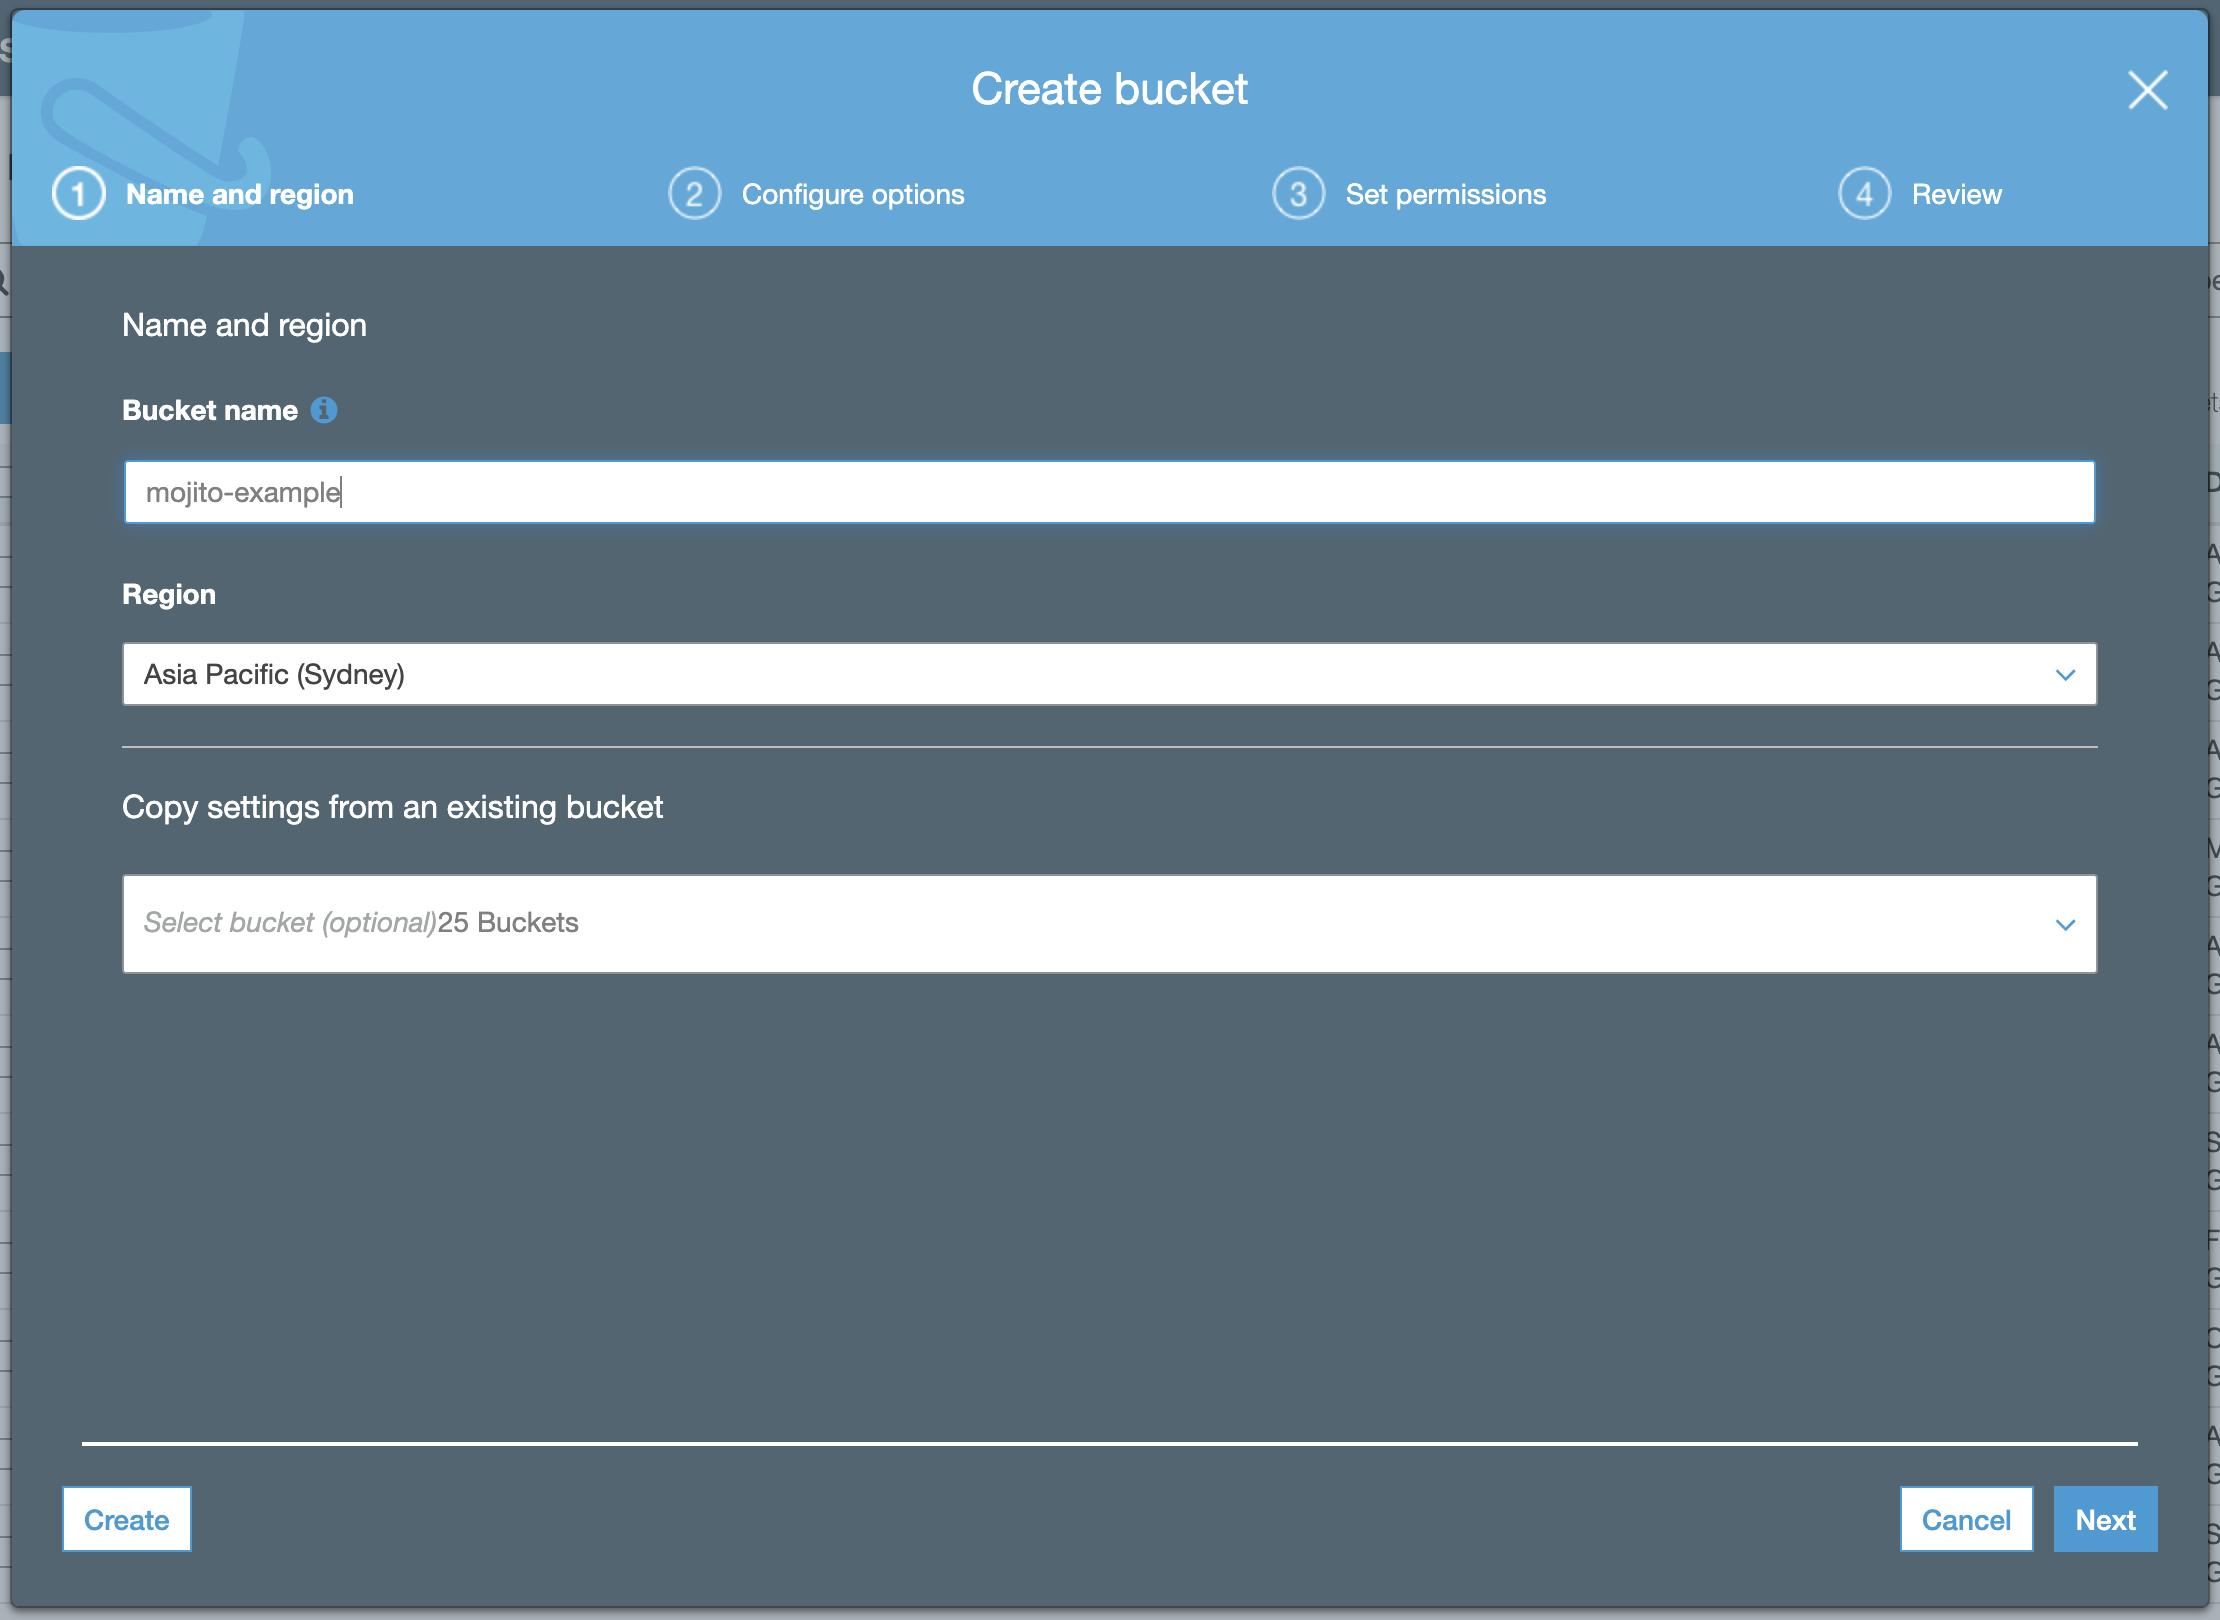 Create bucket
1 Name and region
2 Configure options
3 Set permissions
4 Review
Name and region
Bucket name
mojito-example
Region
Asia Pacific (Sydney)
Copy settings from an existing bucket
Select bucket (optional)25 Buckets
Create
Cancel
Next